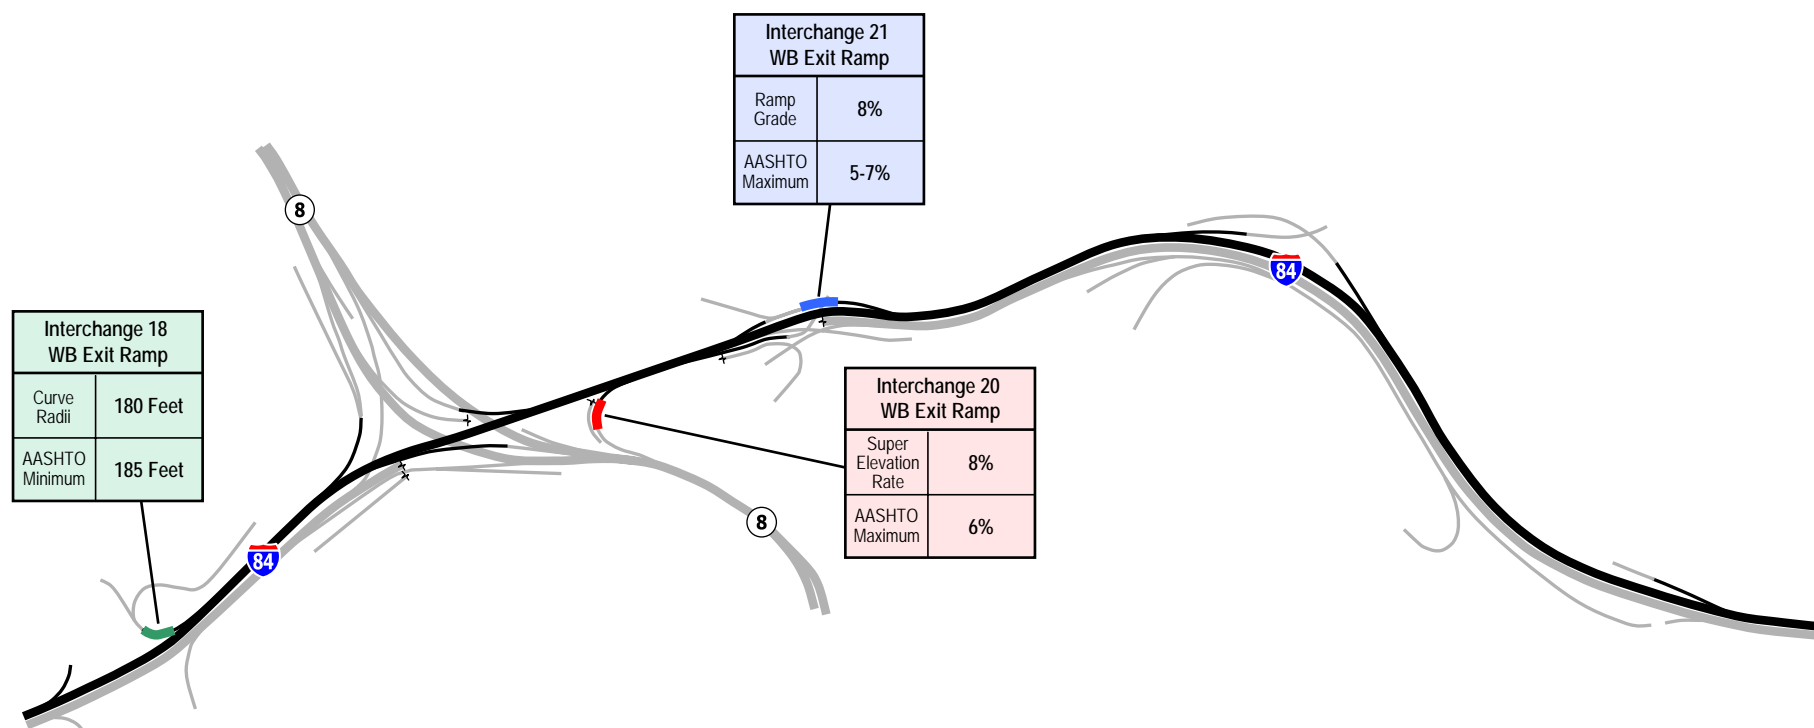 Interchange 21
WB Exit Ramp
Ramp
Grade
8%
AASHTO
Maximum
5-7%
8
84
Interchange 18
WB Exit Ramp
Curve
Radii
180 Feet
AASHTO
Minimum
185 Feet
Interchange 20
WB Exit Ramp
Super
Elevation
Rate
8%
AASHTO
Maximum
6%
8
84